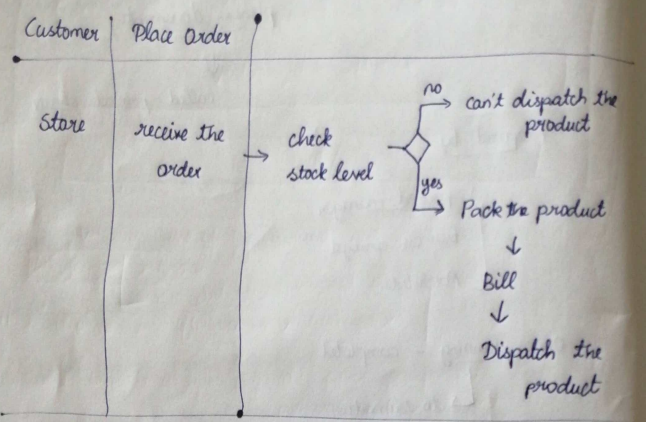 Customer
Place Order
Store
receive the
order
check
stock level
no
can't dispatch the
product
yes
Pack the product
Bill
Dispatch the
product